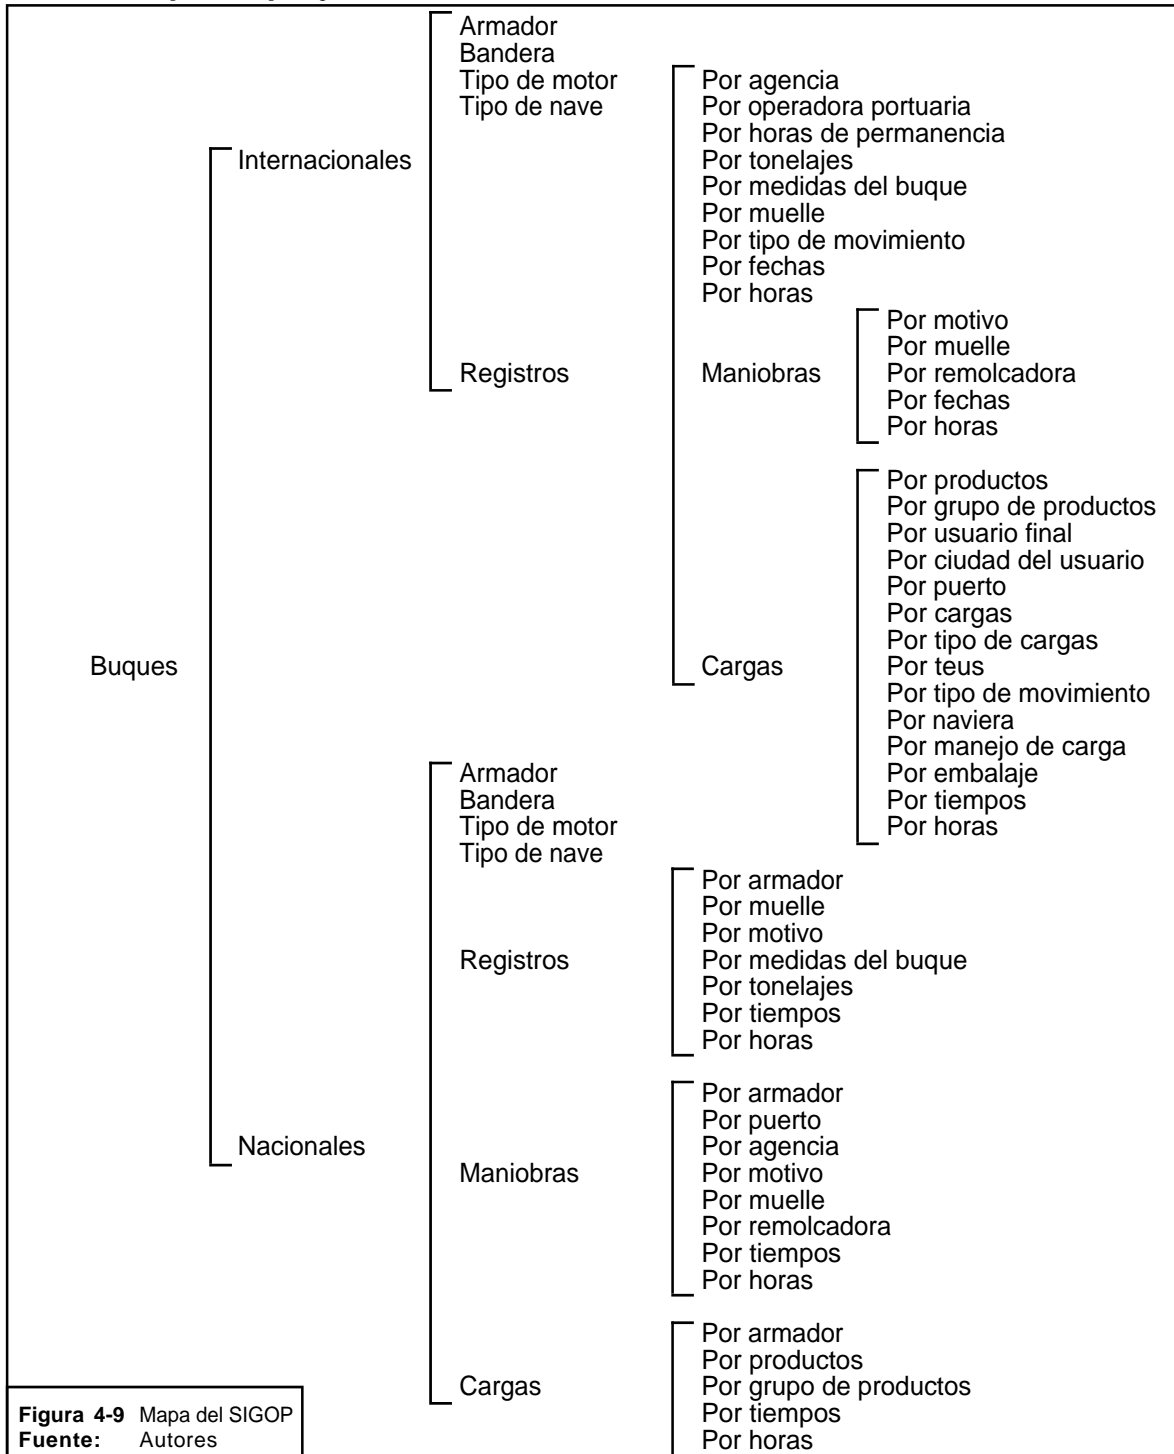 Armador
Bandera
Tipo de motor
Tipo de nave
Por agencia
Por operadora portuaria
Por horas de permanencia
Internacionales
Por tonelajes
Por medidas del buque
Por muelle
Por tipo de movimiento
Por fechas
Por horas
Por motivo
Por muelle
Registros
Maniobras
Por remolcadora
Por fechas
Por horas
Por productos
Por grupo de productos
Por usuario final
Por ciudad del usuario
Por puerto
Por cargas
Por tipo de cargas
Buques
Cargas
Por teus
Por tipo de movimiento
Por naviera
Por manejo de carga
Por embalaje
Por tiempos
Por horas
Armador
Bandera
Tipo de motor
Tipo de nave
Por armador
Por muelle
Por motivo
Registros
Por medidas del buque
Por tonelajes
Por tiempos
Por horas
Nacionales
Por armador
Por puerto
Por agencia
Maniobras
Por motivo
Por muelle
Por remolcadora
Por tiempos
Por horas
Por armador
Por productos
Cargas
Por grupo de productos
Por tiempos
Por horas
Figura 4-9 Mapa del SIGOP
Fuente: Autores